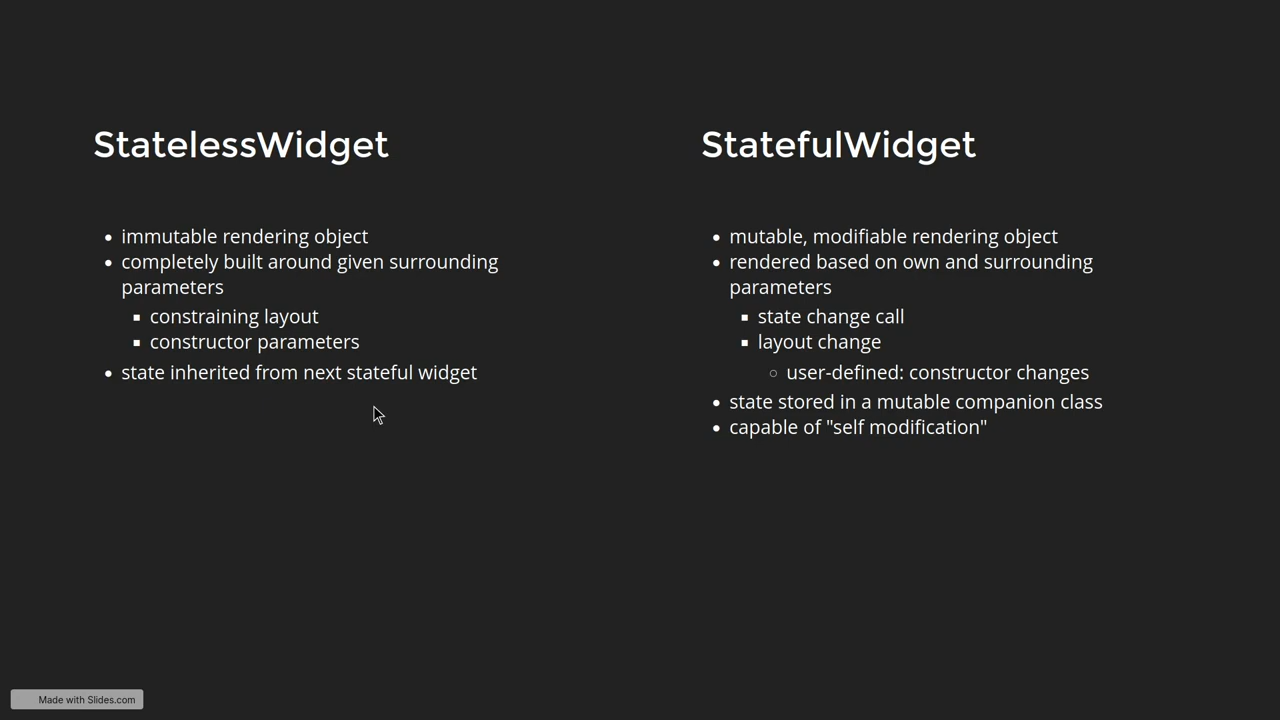 StatelessWidget
immutable rendering object
completely built around given surrounding
parameters
constraining layout
constructor parameters
state inherited from next stateful widget
StatefulWidget
mutable, modifiable rendering object
rendered based on own and surrounding
parameters
state change call
layout change
user-defined: constructor changes
state stored in a mutable companion class
capable of "self modification"
Made with Slides.com